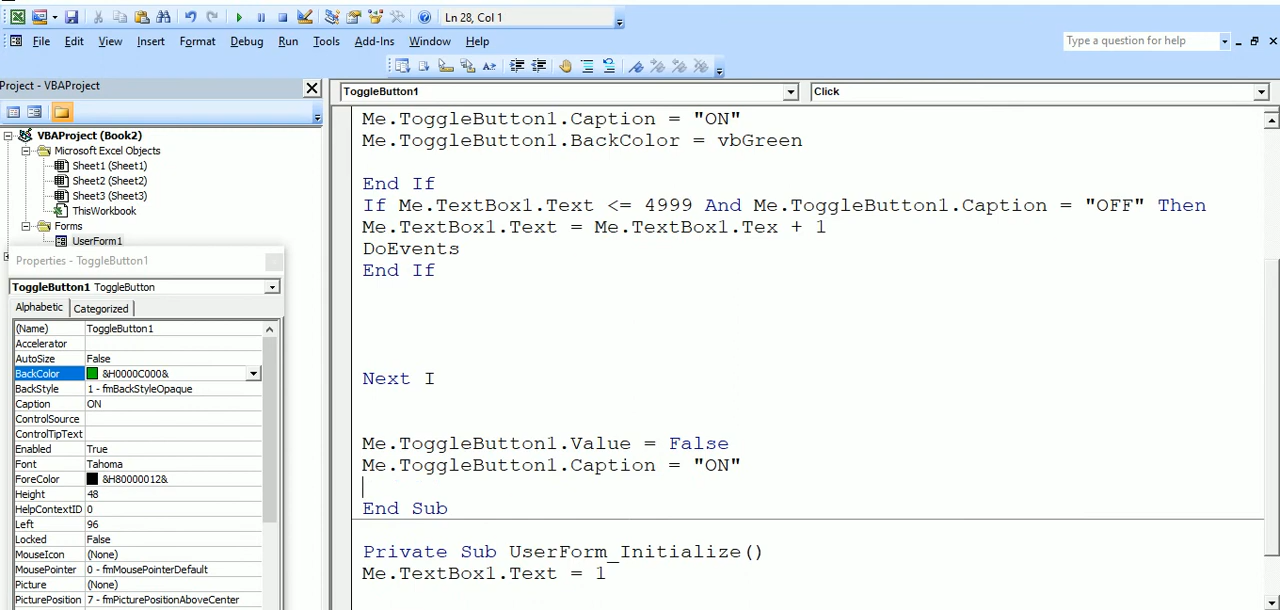 Ln 28, Col 1
File Edit View Insert Format Debug Run Tools Add-Ins Window Help
Type a question for help
Project - VBAProject
ToggleButton1
Click
VBAProject (Book2)
Microsoft Excel Objects
Sheet1 (Sheet1)
Sheet2 (Sheet2)
Sheet3 (Sheet3)
ThisWorkbook
Forms
UserForm1
Properties - ToggleButton1
ToggleButton1 ToggleButton
Alphabetic Categorized
(Name) ToggleButton1
Accelerator
AutoSize False
BackColor &H0000C000&
BackStyle 1 - fmBackStyleOpaque
Caption ON
ControlSource
ControlTipText
Enabled True
Font Tahoma
ForeColor &H80000012&
Height 48
HelpContextID 0
Left 96
Locked False
MouseIcon (None)
MousePointer 0 - fmMousePointerDefault
Picture (None)
PicturePosition 7 - fmPicturePositionAboveCenter
Me.ToggleButton1.Caption = "ON"
Me.ToggleButton1.BackColor = vbGreen
End If
If Me.TextBox1.Text <= 4999 And Me.ToggleButton1.Caption = "OFF" Then
Me.TextBox1.Text = Me.TextBox1.Tex + 1
DoEvents
End If
Next I
Me.ToggleButton1.Value = False
Me.ToggleButton1.Caption = "ON"
End Sub
Private Sub UserForm_Initialize()
Me.TextBox1.Text = 1